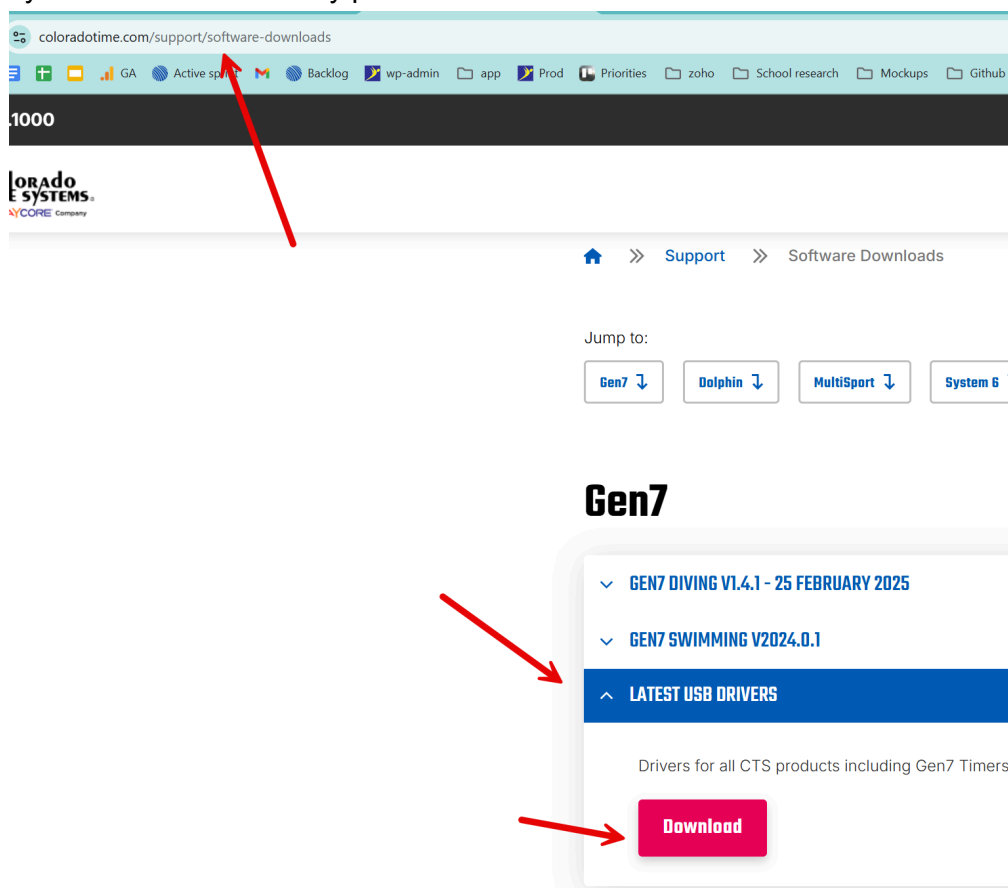 coloradotime.com/support/software-downloads
GA Active sprint Backlog wp-admin app Prod Priorities zoho School research Mockups Github
.1000
orado
E SYSTEMS
AYCORE Company
Support Software Downloads
Jump to:
Gen7 Dolphin MultiSport System 6
Gen7
GEN7 DIVING V1.4.1 - 25 FEBRUARY 2025
GEN7 SWIMMING V2024.0.1
LATEST USB DRIVERS
Drivers for all CTS products including Gen7 Timers
Download